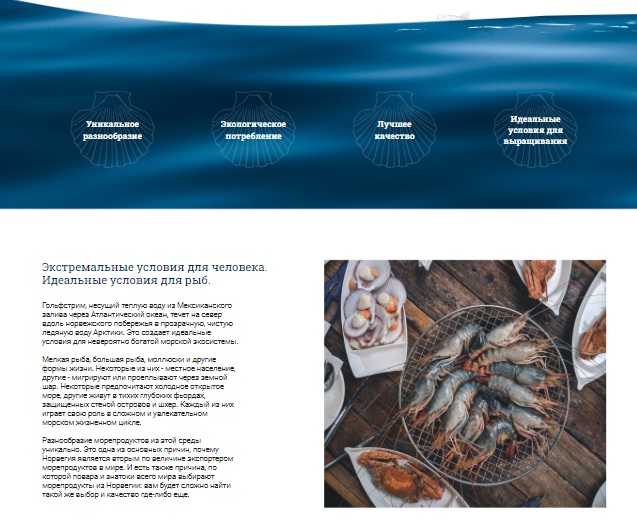 Уникальное
разнообразие
Экологическое
потребление
Лучшее
качество
Идеальные
условия для
выращивания
Экстремальные условия для человека.
Идеальные условия для рыб.
Гольфстрим, несущий теплую воду из Мексиканского
залива через Атлантический океан, течет на север
вдоль норвежского побережья в прозрачную, чистую
ледяную воду Арктики. Это создает идеальные
условия для невероятно богатой морской экосистемы.
Мелкая рыба, большая рыба, моллюски и другие
формы жизни. Некоторые из них - местное население,
другие - мигрируют или проплывают через земной
шар. Некоторые предпочитают холодное открытое
море, другие живут в тихих глубоких фьордах,
защищенных стеной островов и шхер. Каждый из них
играет свою роль в сложном и увлекательном
морском жизненном цикле.
Разнообразие морепродуктов из этой среды
уникально. Это одна из основных причин, почему
Норвегия является вторым по величине экспортером
морепродуктов в мире. И есть также причина, по
которой повара и знатоки всего мира выбирают
морепродукты из Норвегии: вам будет сложно найти
такой же выбор и качество где-либо еще.